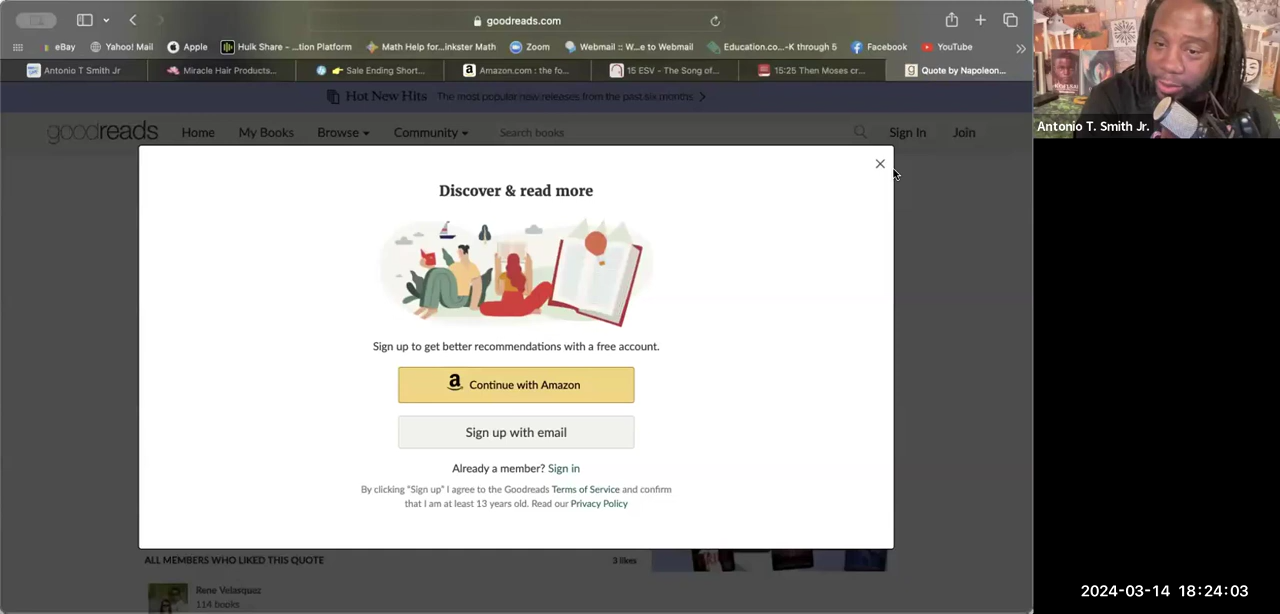 goodreads.com
eBay
Yahoo! Mail
Apple
Hulk Share - ...tion Platform
Math Help for...inkster Math
Zoom
Webmail :: W...e to Webmail
Education.co...-K through 5
Facebook
YouTube
Antonio T Smith Jr
Miracle Hair Products...
Sale Ending Short...
Amazon.com : the fo...
15 ESV - The Song of...
15:25 Then Moses cr...
Quote by Napoleon...
Hot New Hits The most popular new releases from the past six months
goodreads Home My Books Browse Community Search books Sign In Join
Antonio T. Smith Jr.
Discover & read more
Sign up to get better recommendations with a free account.
Continue with Amazon
Sign up with email
Already a member? Sign in
By clicking “Sign up” I agree to the Goodreads Terms of Service and confirm
that I am at least 13 years old. Read our Privacy Policy
ALL MEMBERS WHO LIKED THIS QUOTE 3 likes
Rene Velasquez
114 books
2024-03-14 18:24:03